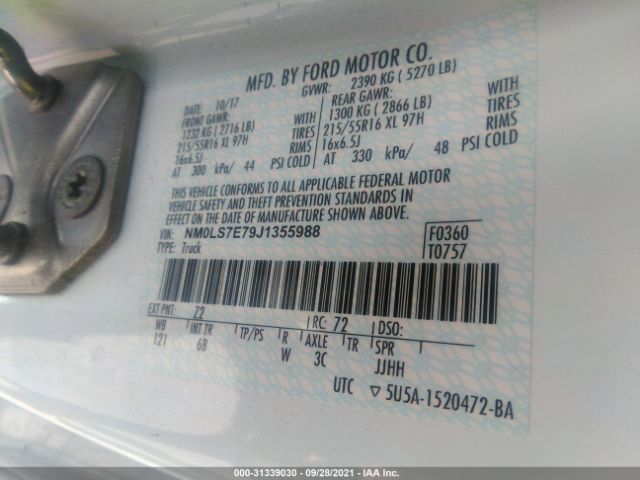 MFD. BY FORD MOTOR CO.
DATE: 10/17 GVWR: 2390 KG ( 5270 LB)
FRONT GAWR: REAR GAWR: WITH
1232 KG ( 2716 LB) WITH 1300 KG ( 2866 LB) TIRES
215/55R16 XL 97H TIRES 215/55R16 XL 97H RIMS
16x6.5J RIMS 16x6.5J
AT 300 kPa/ 44 PSI COLD AT 330 kPa/ 48 PSI COLD
THIS VEHICLE CONFORMS TO ALL APPLICABLE FEDERAL MOTOR
VEHICLE SAFETY AND THEFT PREVENTION STANDARDS IN
EFFECT ON THE DATE OF MANUFACTURE SHOWN ABOVE.
VIN: NM0LS7E79J1355988 F0360
TYPE: Truck T0757
EXT PNT: Z2 RC: 72 DSO:
WB INT TR TP/PS R AXLE TR SPR
121 6B W 3C JJHH
UTC ▽ 5U5A-1520472-BA
000-31339030 - 09/28/2021 - IAA Inc.